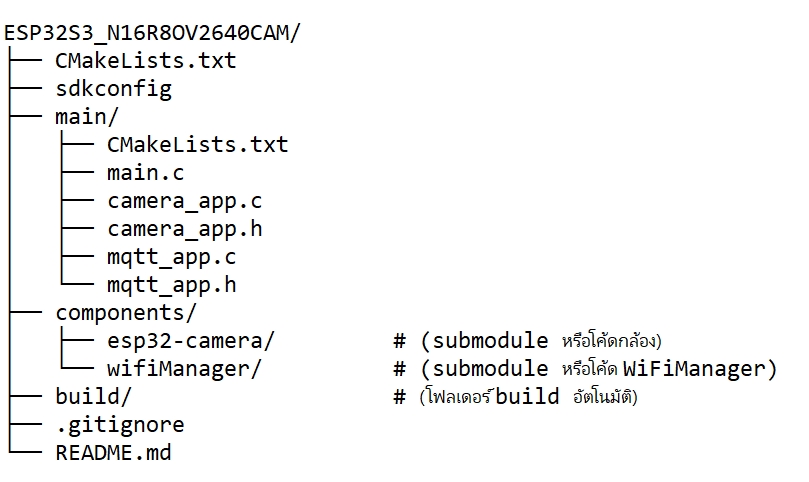 ESP32S3_N16R8OV2640CAM/
├── CMakeLists.txt
├── sdkconfig
├── main/
│   ├── CMakeLists.txt
│   ├── main.c
│   ├── camera_app.c
│   ├── camera_app.h
│   ├── mqtt_app.c
│   └── mqtt_app.h
├── components/
│   ├── esp32-camera/         # (submodule หรือโค้ดกล้อง)
│   └── wifiManager/          # (submodule หรือโค้ด WiFiManager)
├── build/                    # (โฟลเดอร์ build อัตโนมัติ)
├── .gitignore
└── README.md